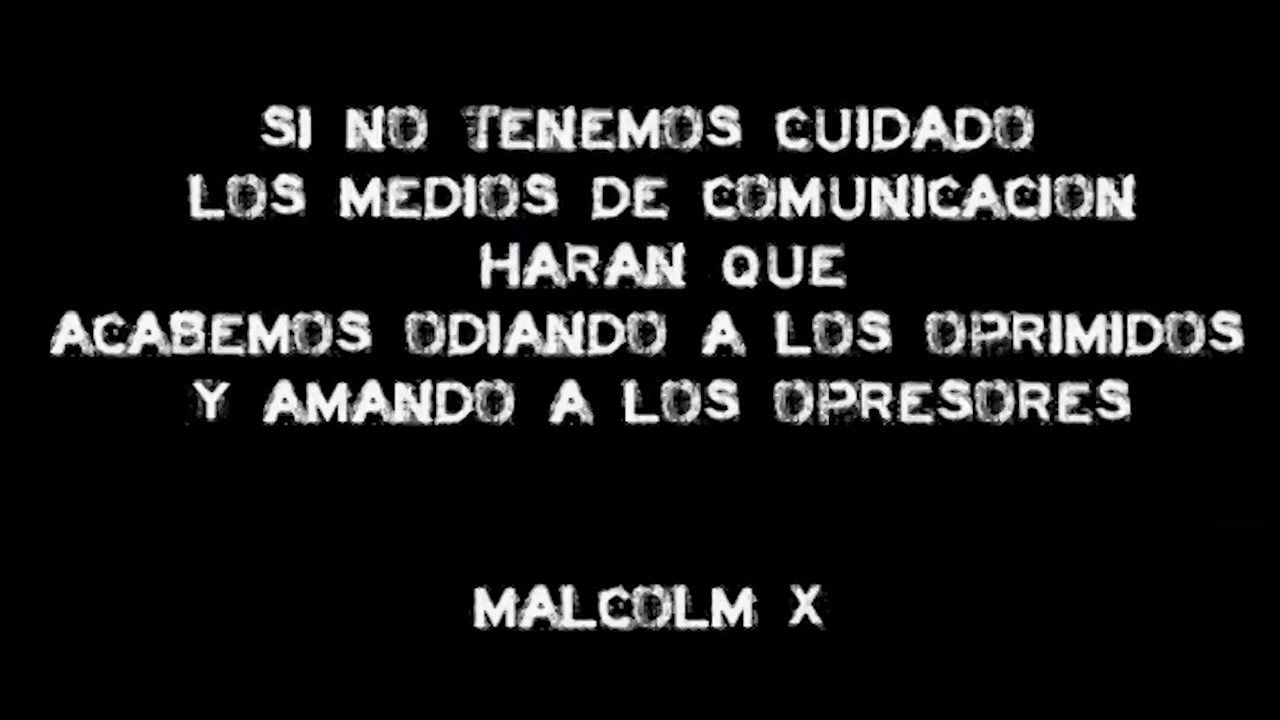 SI NO TENEMOS CUIDADO
LOS MEDIOS DE COMUNICACION
HARAN QUE
ACABEMOS ODIANDO A LOS OPRIMIDOS
Y AMANDO A LOS OPRESORES
MALCOLM X